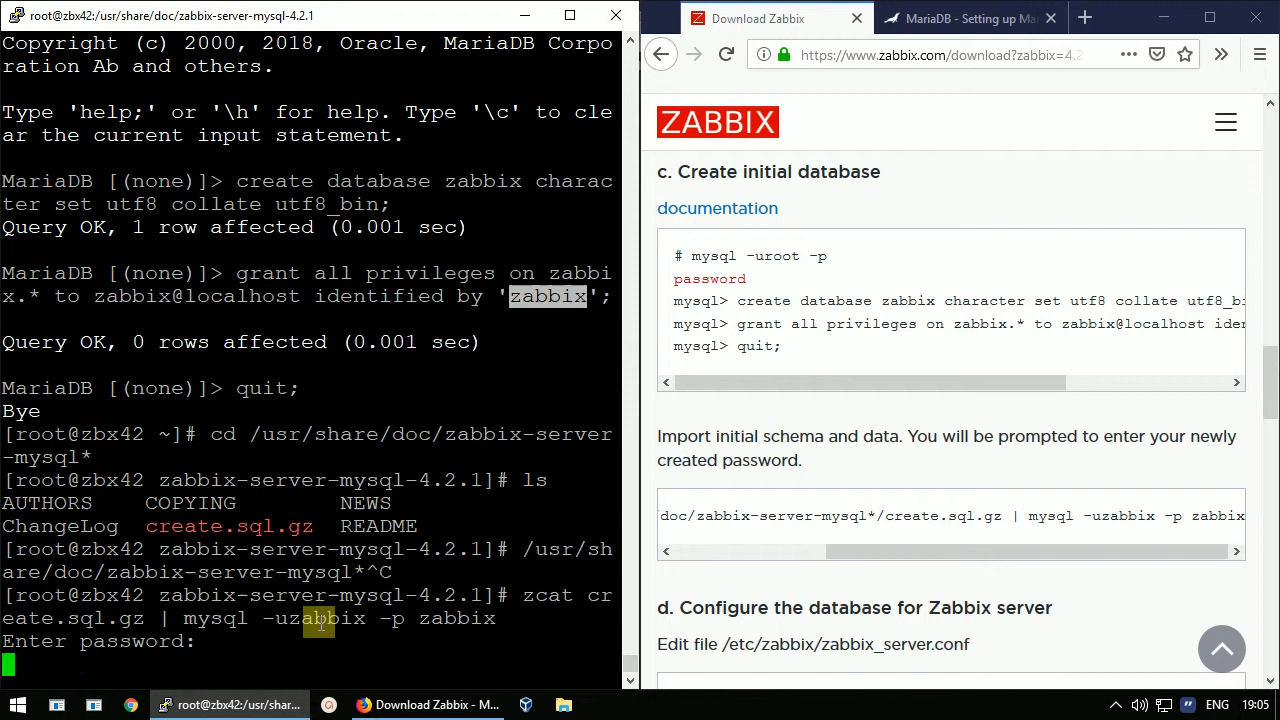 root@zbx42:/usr/share/doc/zabbix-server-mysql-4.2.1
Copyright (c) 2000, 2018, Oracle, MariaDB Corpo
ration Ab and others.
Type 'help;' or '\h' for help. Type '\c' to cle
ar the current input statement.
MariaDB [(none)]> create database zabbix charac
ter set utf8 collate utf8_bin;
Query OK, 1 row affected (0.001 sec)
MariaDB [(none)]> grant all privileges on zabbi
x.* to zabbix@localhost identified by 'zabbix';
Query OK, 0 rows affected (0.001 sec)
MariaDB [(none)]> quit;
Bye
[root@zbx42 ~]# cd /usr/share/doc/zabbix-server
-mysql*
[root@zbx42 zabbix-server-mysql-4.2.1]# ls
AUTHORS COPYING NEWS
ChangeLog create.sql.gz README
[root@zbx42 zabbix-server-mysql-4.2.1]# /usr/sh
are/doc/zabbix-server-mysql*^C
[root@zbx42 zabbix-server-mysql-4.2.1]# zcat cr
eate.sql.gz | mysql -uzabbix -p zabbix
Enter password:
Download Zabbix
MariaDB - Setting up Ma
https://www.zabbix.com/download?zabbix=4.2
ZABBIX
c. Create initial database
documentation
# mysql -uroot -p
password
mysql> create database zabbix character set utf8 collate utf8_bi
mysql> grant all privileges on zabbix.* to zabbix@localhost iden
mysql> quit;
Import initial schema and data. You will be prompted to enter your newly
created password.
doc/zabbix-server-mysql*/create.sql.gz | mysql -uzabbix -p zabbix
d. Configure the database for Zabbix server
Edit file /etc/zabbix/zabbix_server.conf
root@zbx42:/usr/shar...
Download Zabbix - M...
ENG
19:05